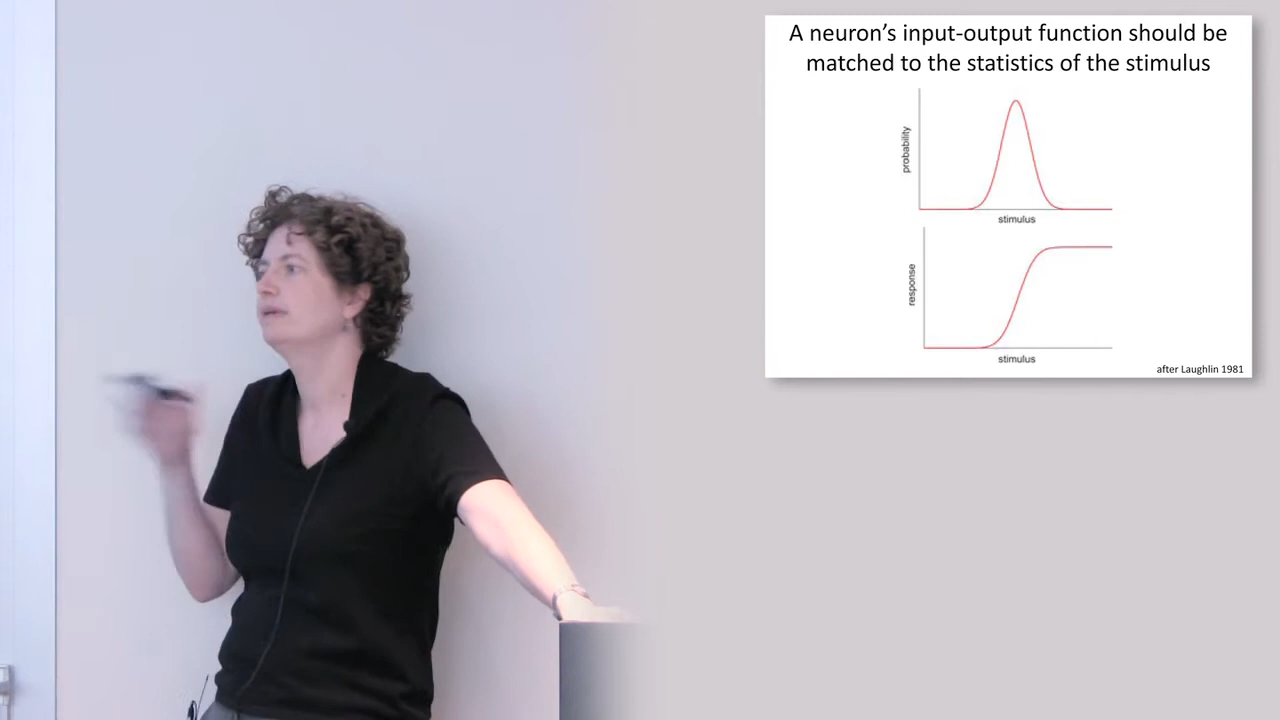 A neuron's input-output function should be
matched to the statistics of the stimulus
probability
stimulus
response
stimulus
after Laughlin 1981